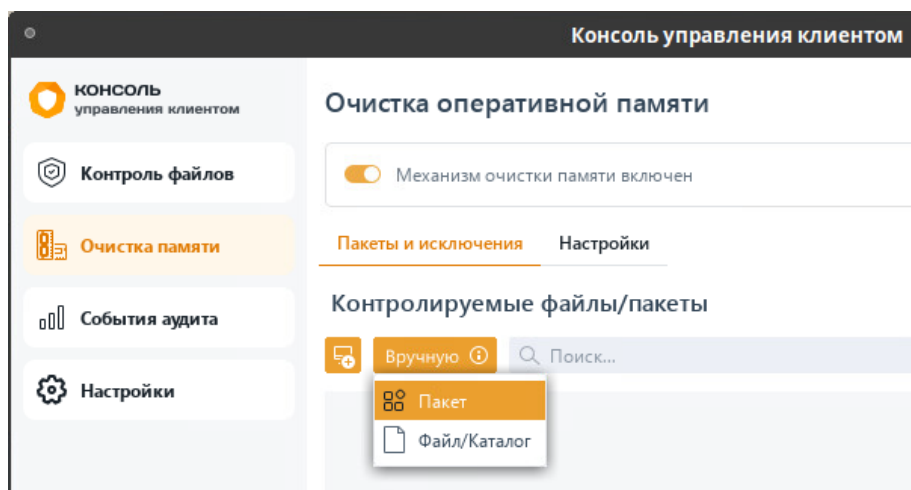 Консоль управления клиентом
КОНСОЛЬ
управления клиентом
Контроль файлов
Очистка памяти
События аудита
Настройки
Очистка оперативной памяти
Механизм очистки памяти включен
Пакеты и исключения
Настройки
Контролируемые файлы/пакеты
Вручную
Поиск...
Пакет
Файл/Каталог